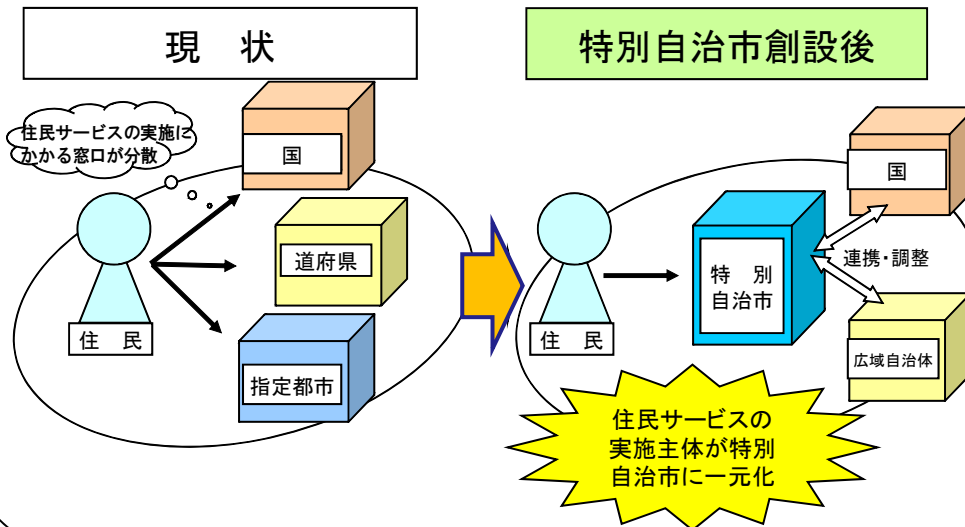 現　状
住民サービスの実施に
かかる窓口が分散
国
道府県
指定都市
住　民
特別自治市創設後
国
特　別
自治市
連携・調整
広域自治体
住　民
住民サービスの
実施主体が特別
自治市に一元化